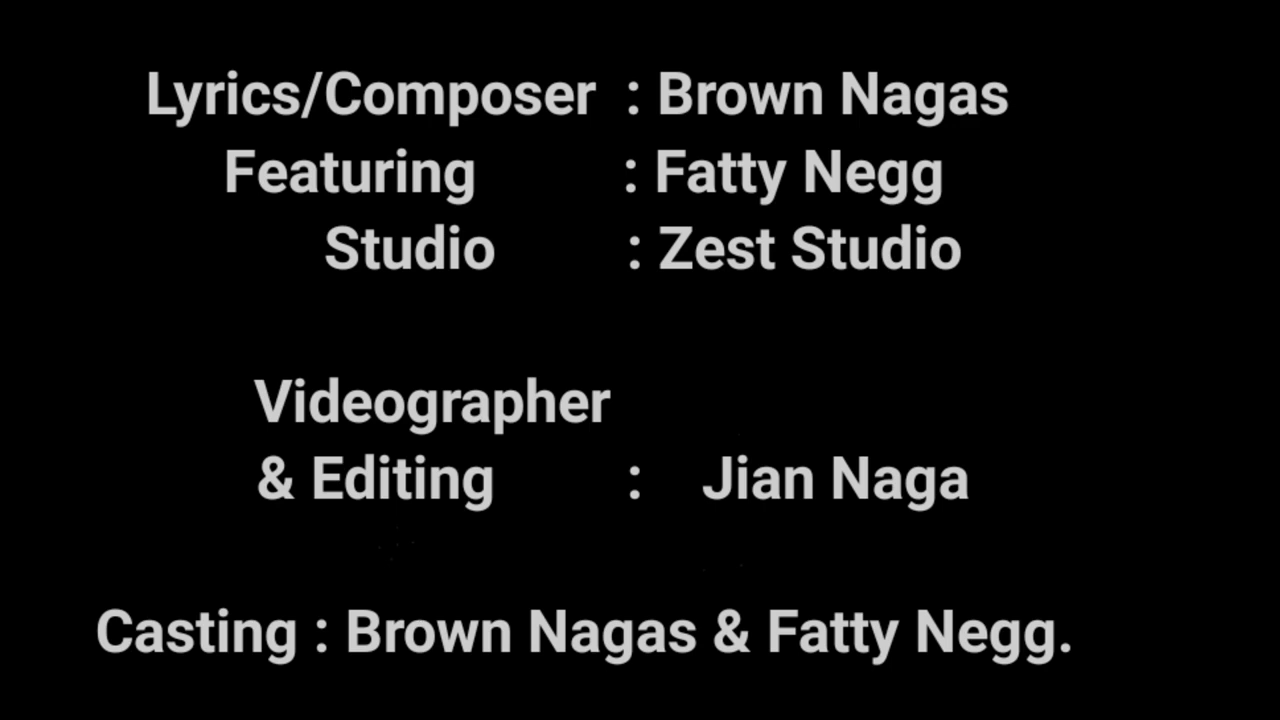 Lyrics/Composer : Brown Nagas
Featuring : Fatty Negg
Studio : Zest Studio
Videographer
& Editing : Jian Naga
Casting : Brown Nagas & Fatty Negg.